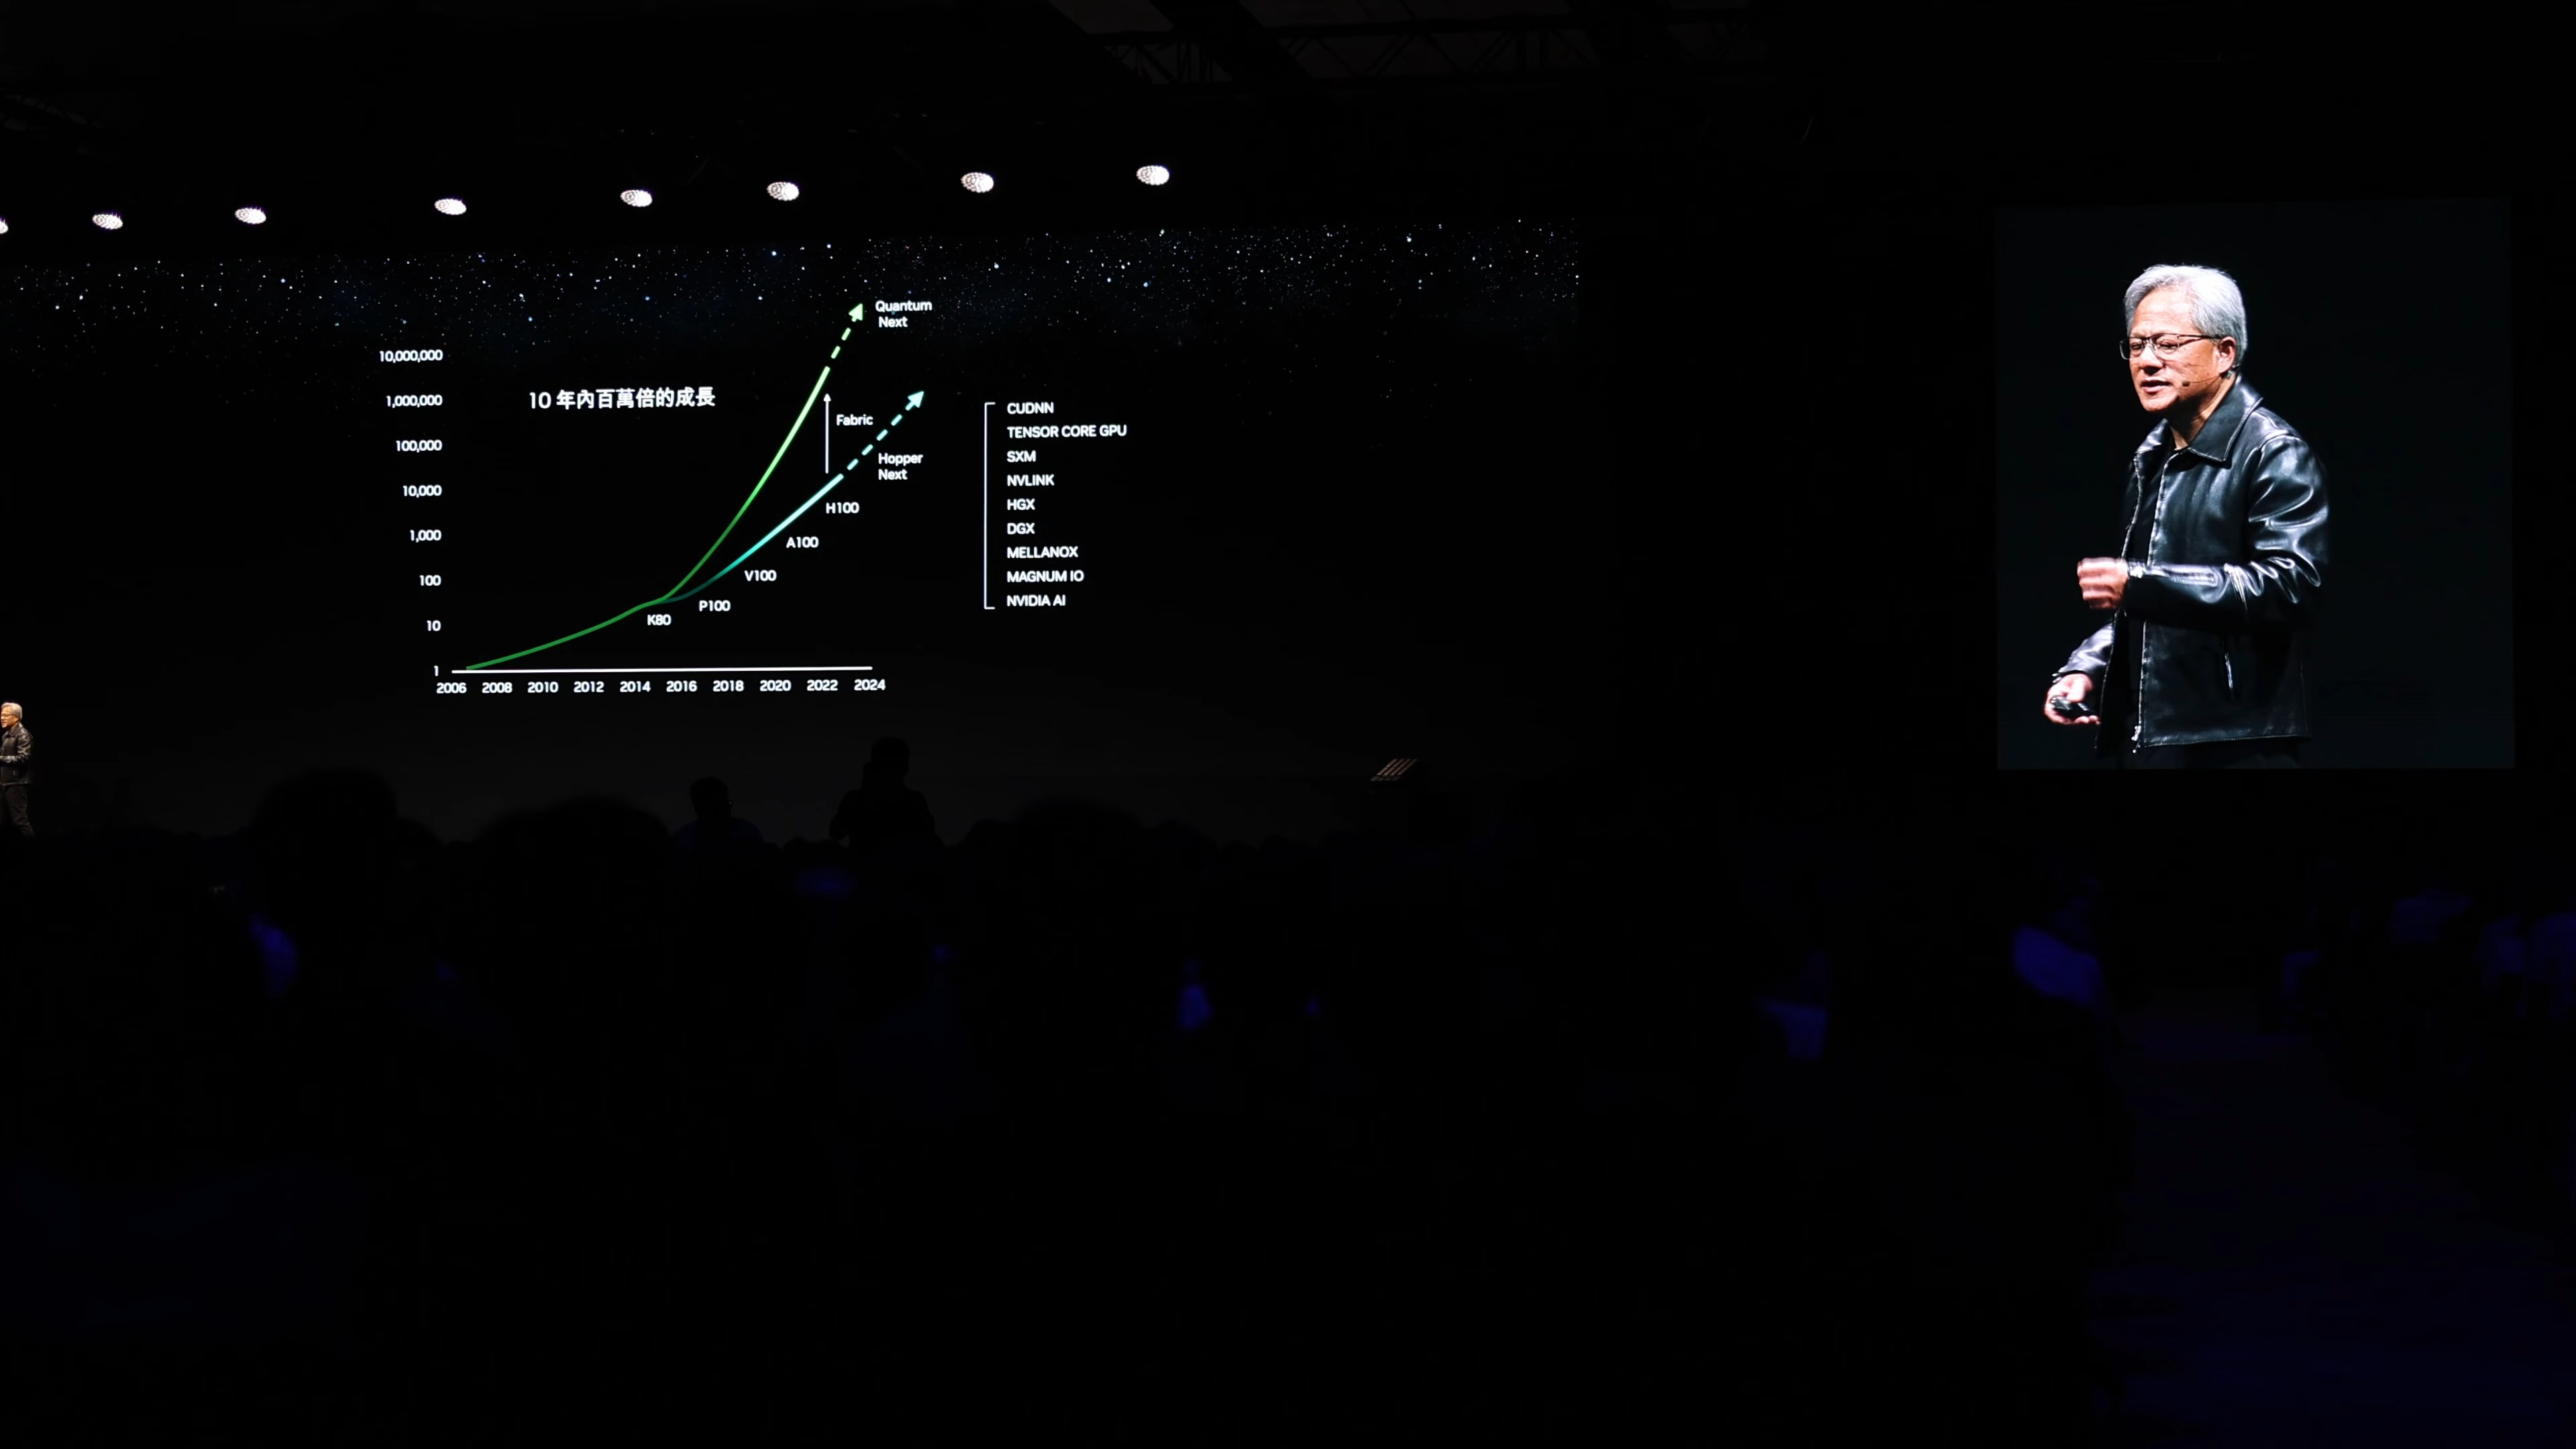 Quantum
Next
10,000,000
1,000,000
100,000
10,000
1,000
100
10
1
10 年內百萬倍的成長
Fabric
Hopper
Next
H100
A100
V100
P100
K80
2006 2008 2010 2012 2014 2016 2018 2020 2022 2024
CUDNN
TENSOR CORE GPU
SXM
NVLINK
HGX
DGX
MELLANOX
MAGNUM IO
NVIDIA AI